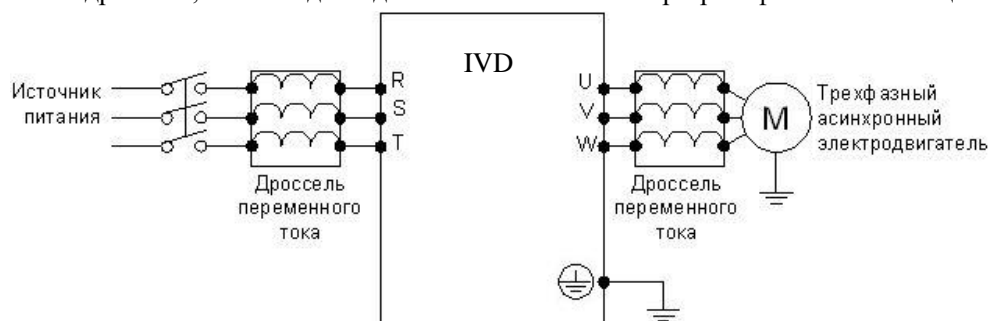 IVD
Источник
питания
R
S
T
U
V
W
Дроссель
переменного
тока
Дроссель
переменного
тока
M
Трехфазный
асинхронный
электродвигатель